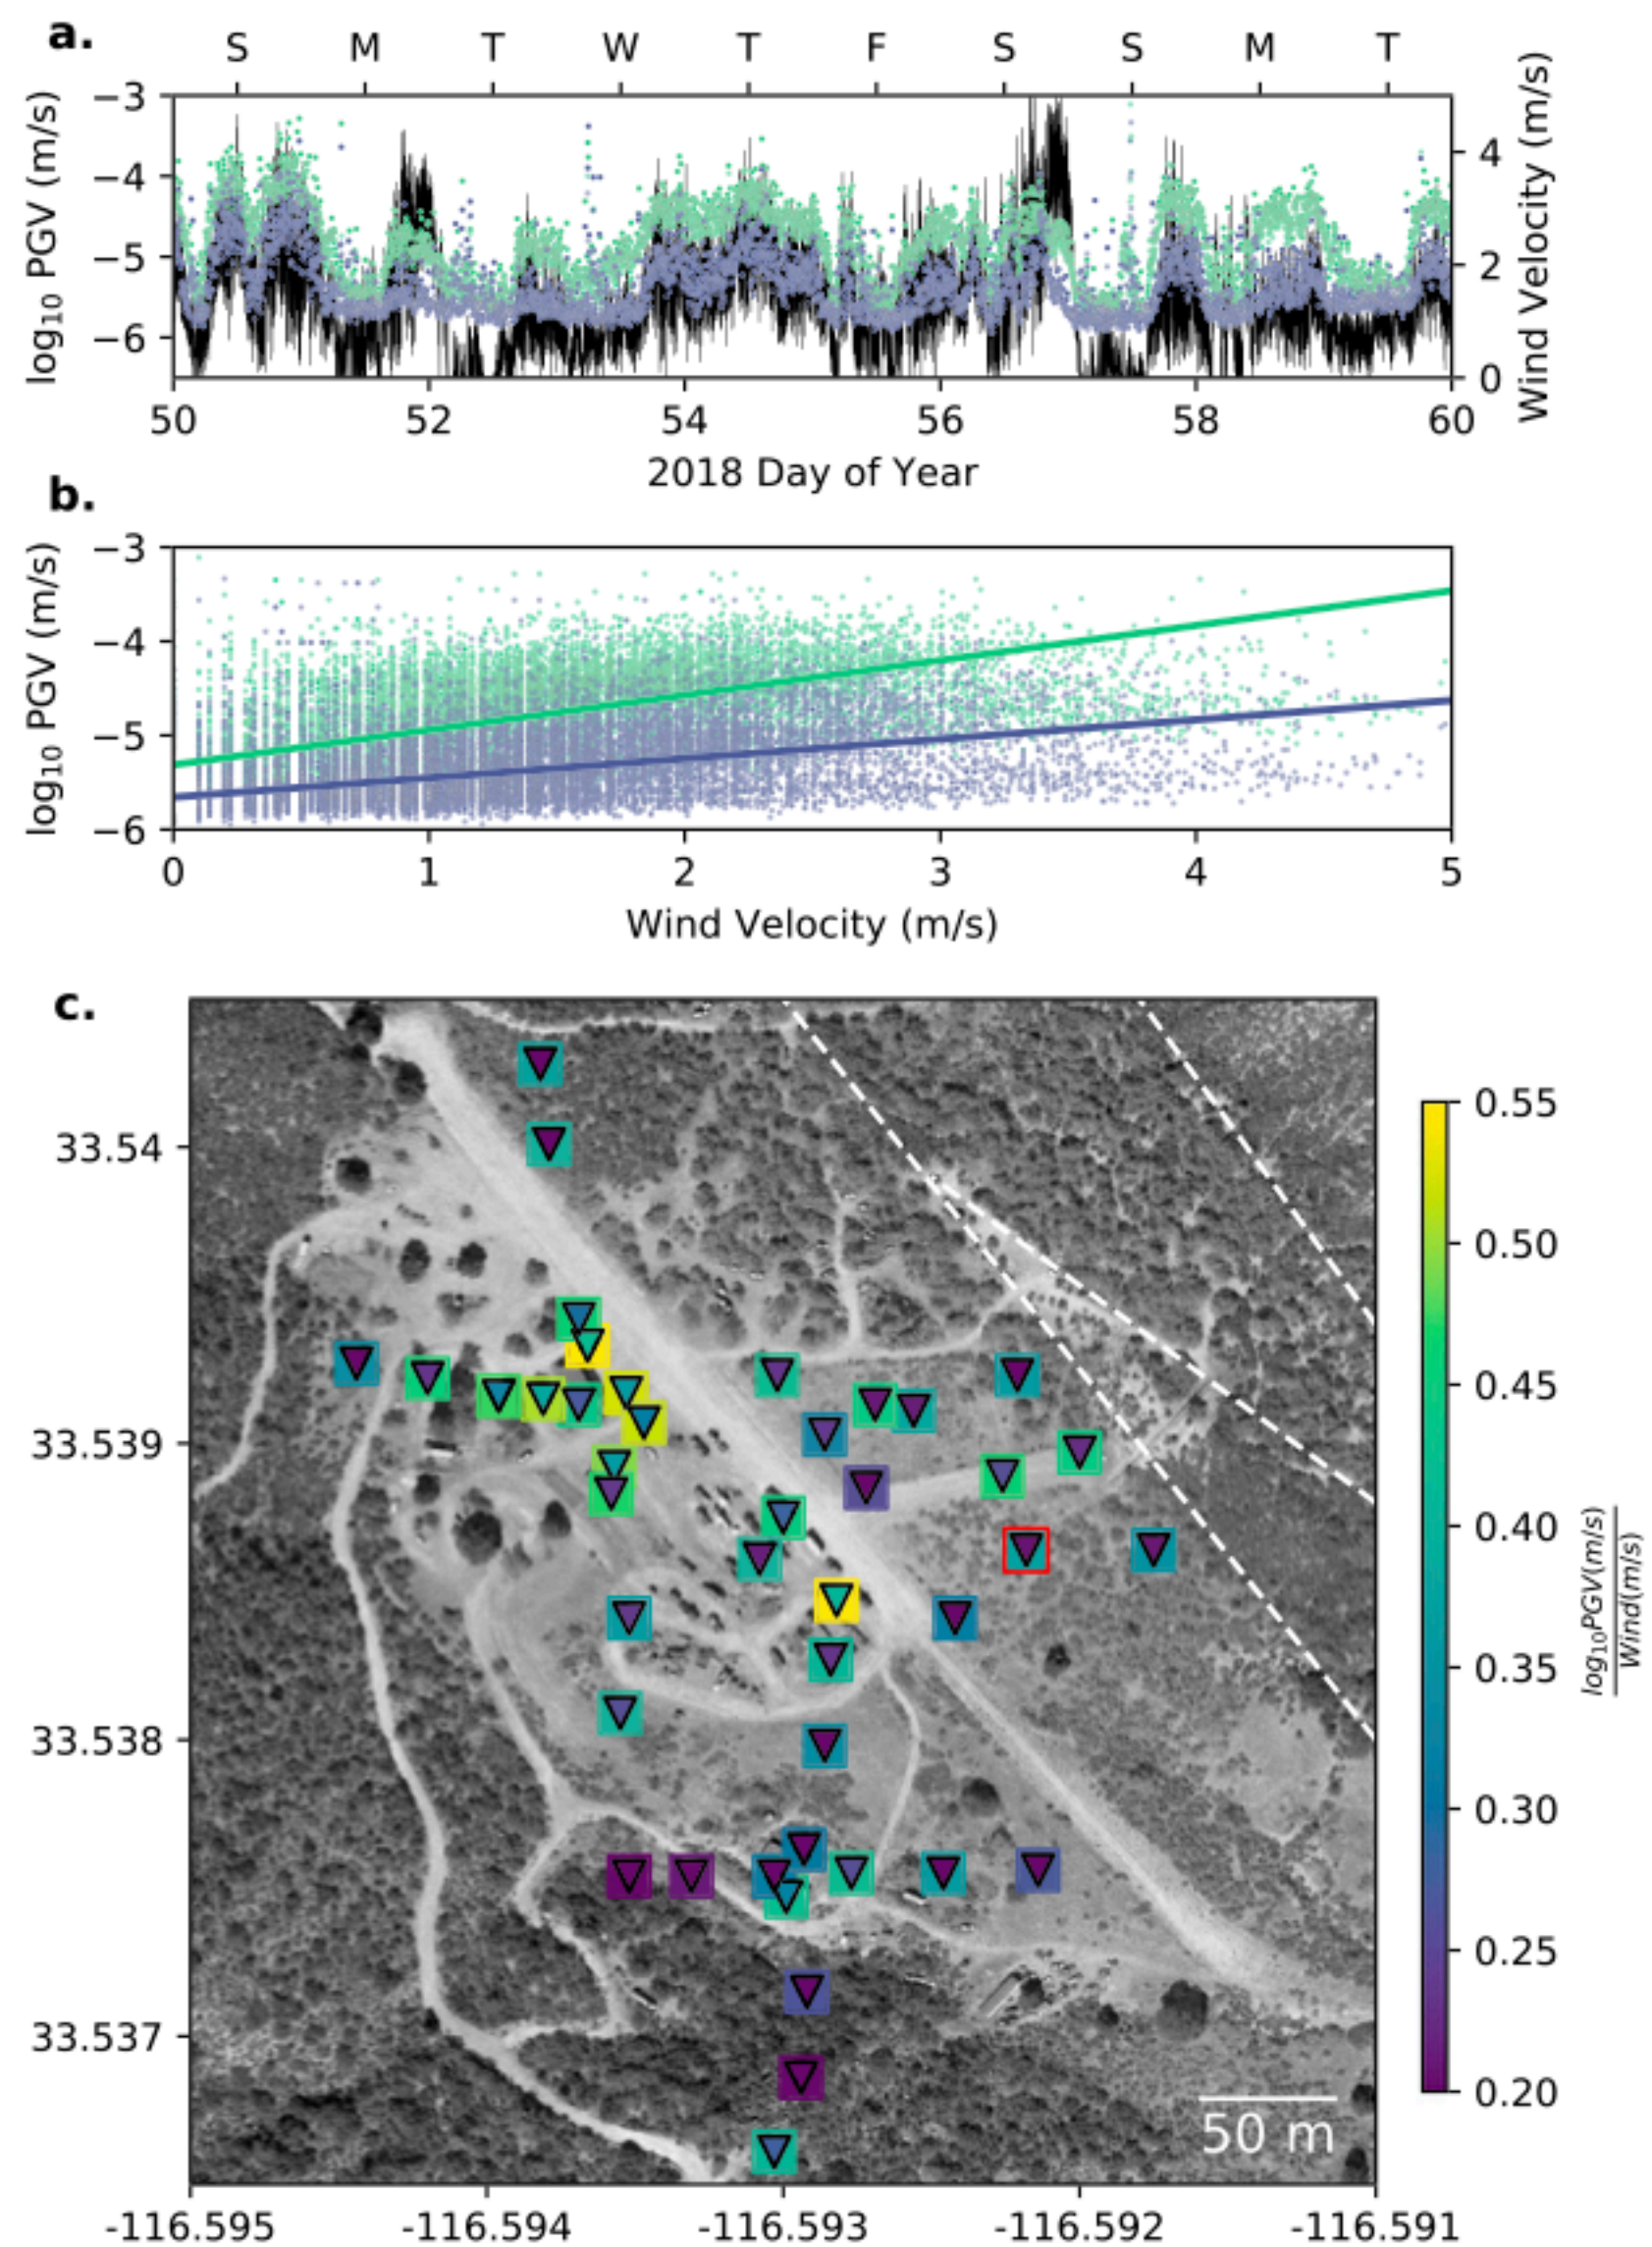 a.
S M T W T F S S M T
log10 PGV (m/s)
−3
−4
−5
−6
4
2
0
Wind Velocity (m/s)
50 52 54 56 58 60
2018 Day of Year
b.
log10 PGV (m/s)
−3
−4
−5
−6
0 1 2 3 4 5
Wind Velocity (m/s)
c.
33.54
33.539
33.538
33.537
-116.595 -116.594 -116.593 -116.592 -116.591
50 m
0.55
0.50
0.45
0.40
0.35
0.30
0.25
0.20
log10PGV(m/s)
Wind(m/s)